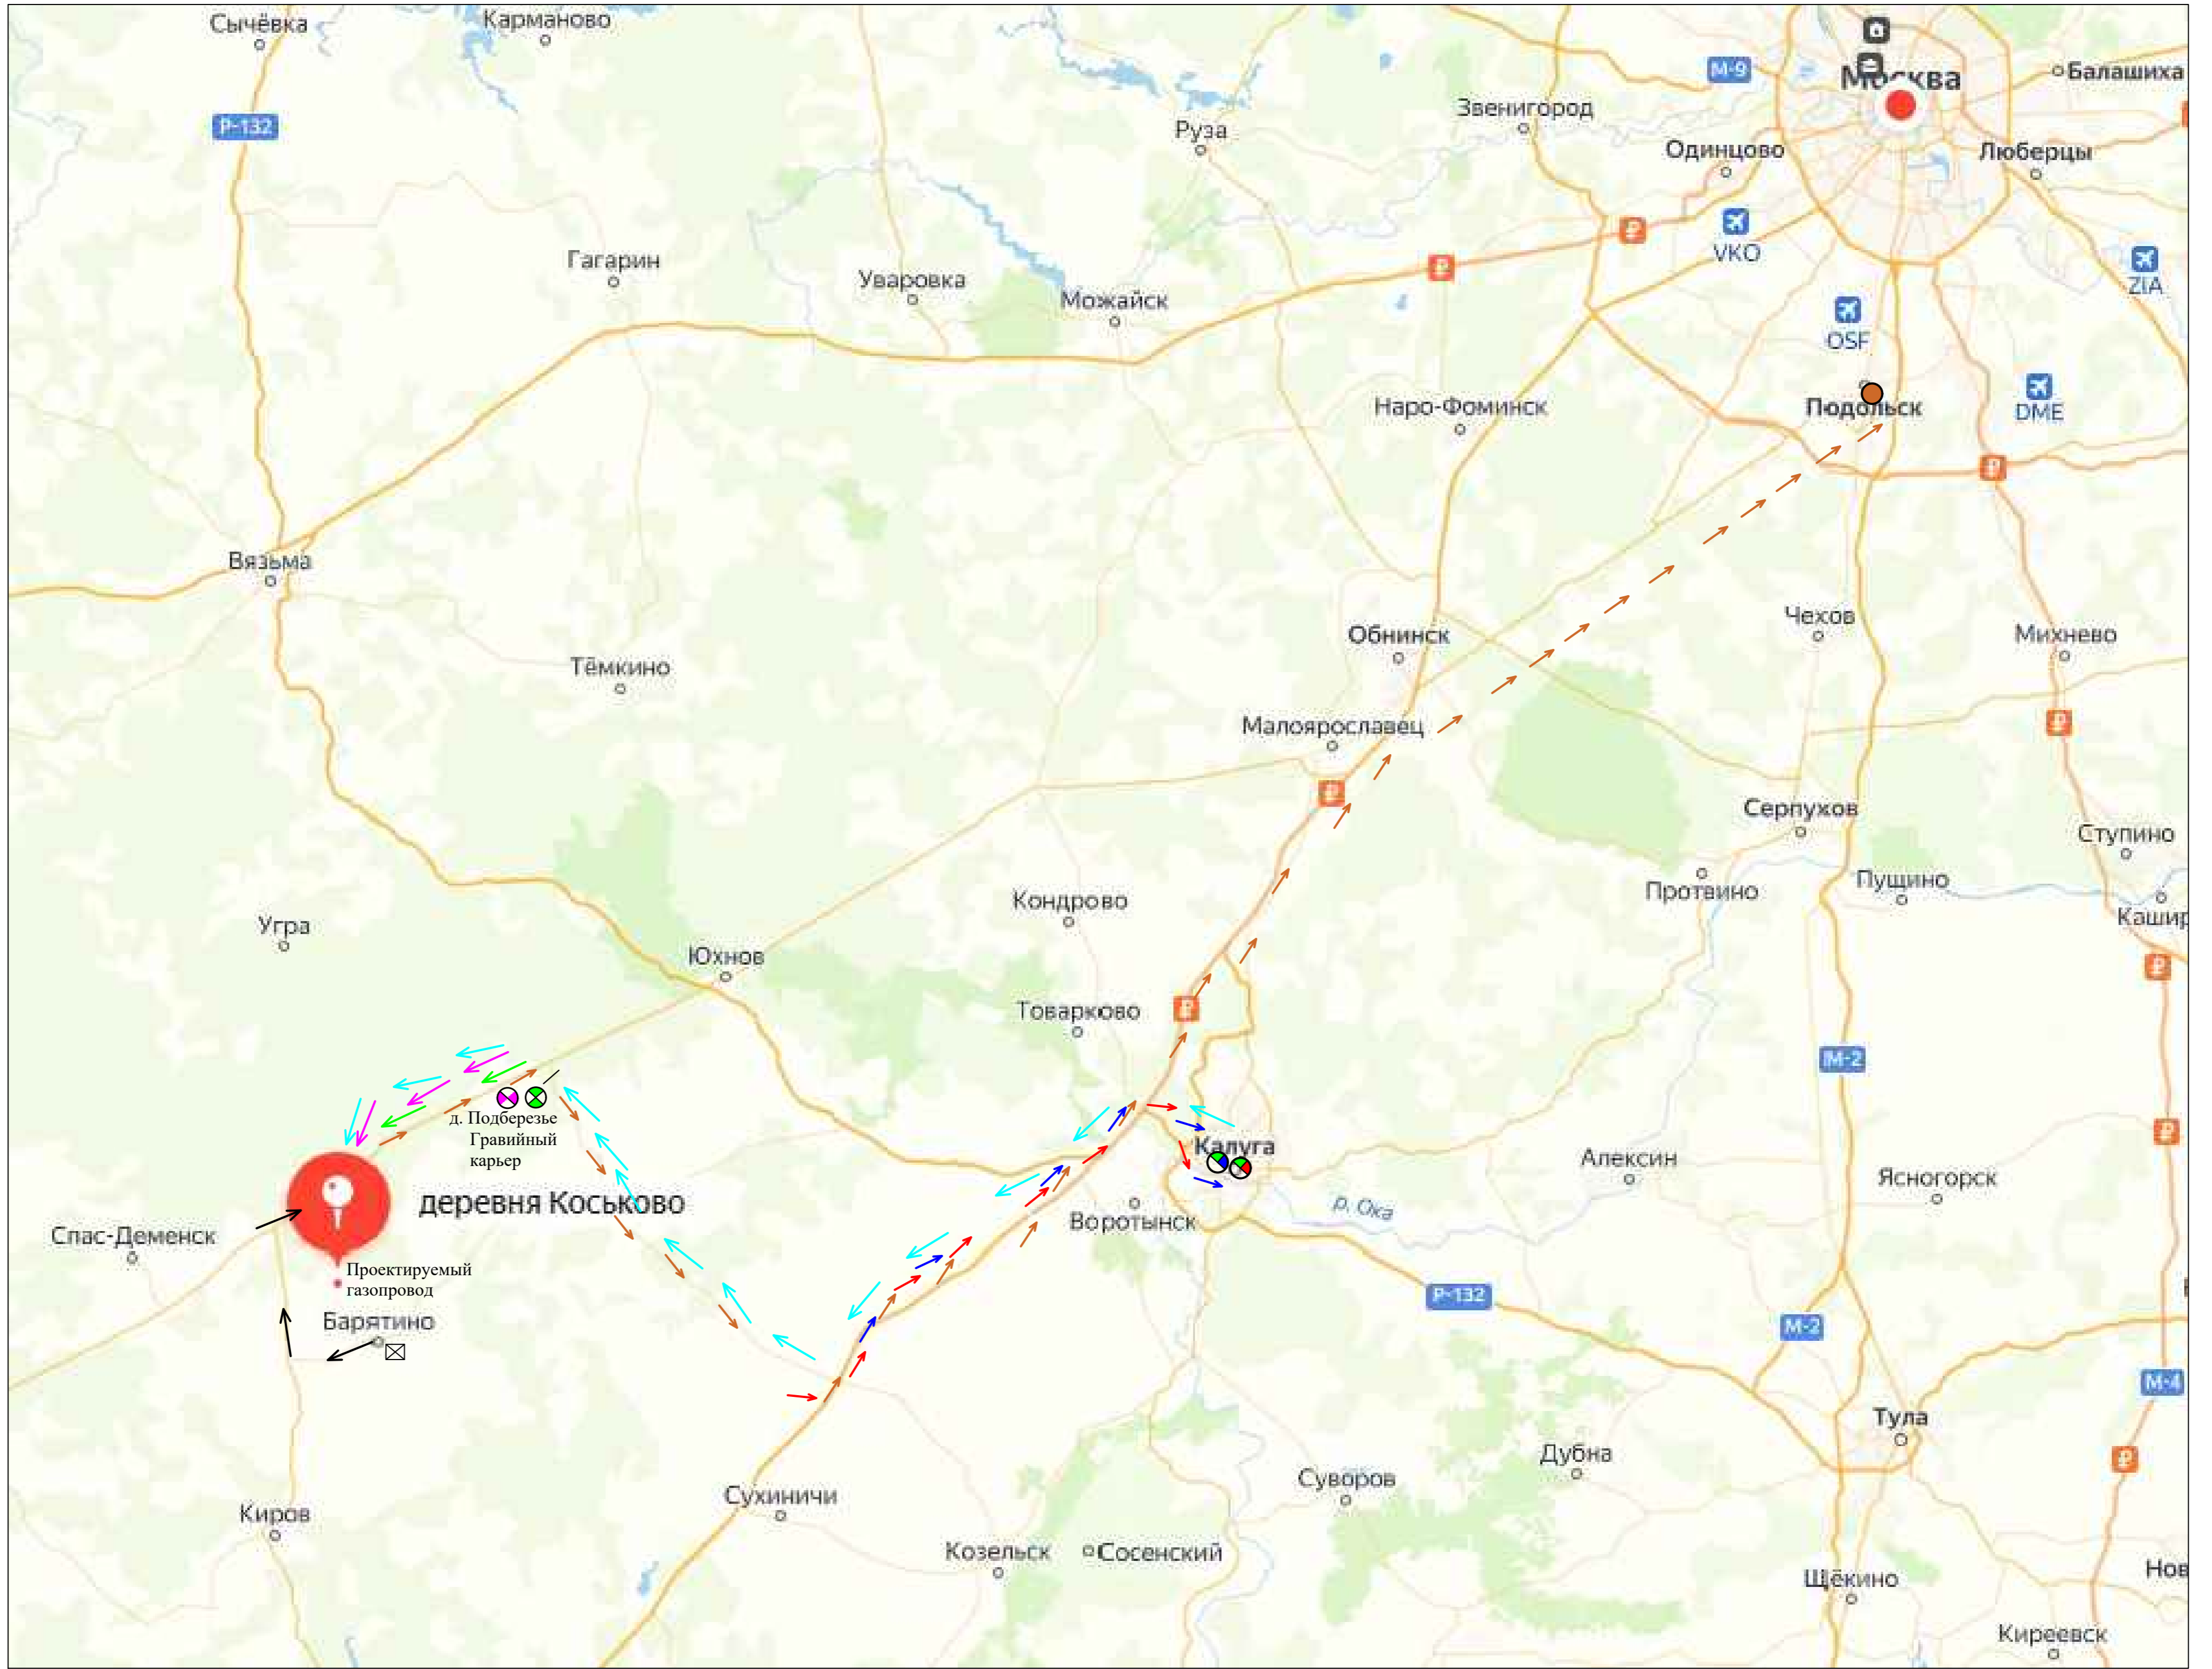 Сычёвка
Карманово
Р-132
М-9
Москва
Балашиха
Звенигород
Руза
Одинцово
Люберцы
VKO
ZIA
Гагарин
Уваровка
Можайск
OSF
Наро-Фоминск
Подольск
DME
Вязьма
Обнинск
Чехов
Михнево
Тёмкино
Малоярославец
Серпухов
Ступино
Протвино
Пущино
Кашир
Кондрово
Угра
Юхнов
Товарково
М-2
д. Подберезье
Гравийный
карьер
Калуга
Алексин
Ясногорск
деревня Коськово
Воротынск
р. Ока
Спас-Деменск
Проектируемый
газопровод
Р-132
М-2
Барятино
М-4
Тула
Дубна
Суворов
Сухиничи
Киров
Козельск
Сосенский
Щёкино
Нов
Киреевск